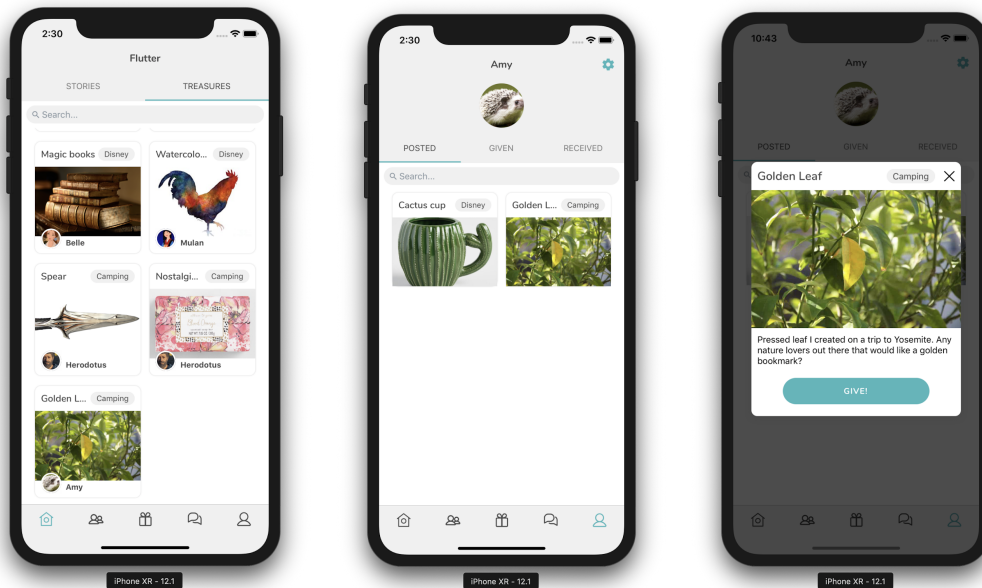 2:30
Flutter
STORIES TREASURES
Search...
Magic books Disney
Watercolo... Disney
Belle
Mulan
Spear Camping
Nostalgi... Camping
Herodotus
Herodotus
Golden L... Camping
Amy
iPhone XR - 12.1
2:30
Amy
POSTED GIVEN RECEIVED
Search...
Cactus cup Disney
Golden L... Camping
iPhone XR - 12.1
10:43
Amy
POSTED GIVEN RECEIVED
Golden Leaf Camping
Pressed leaf I created on a trip to Yosemite. Any
nature lovers out there that would like a golden
bookmark?
GIVE!
iPhone XR - 12.1